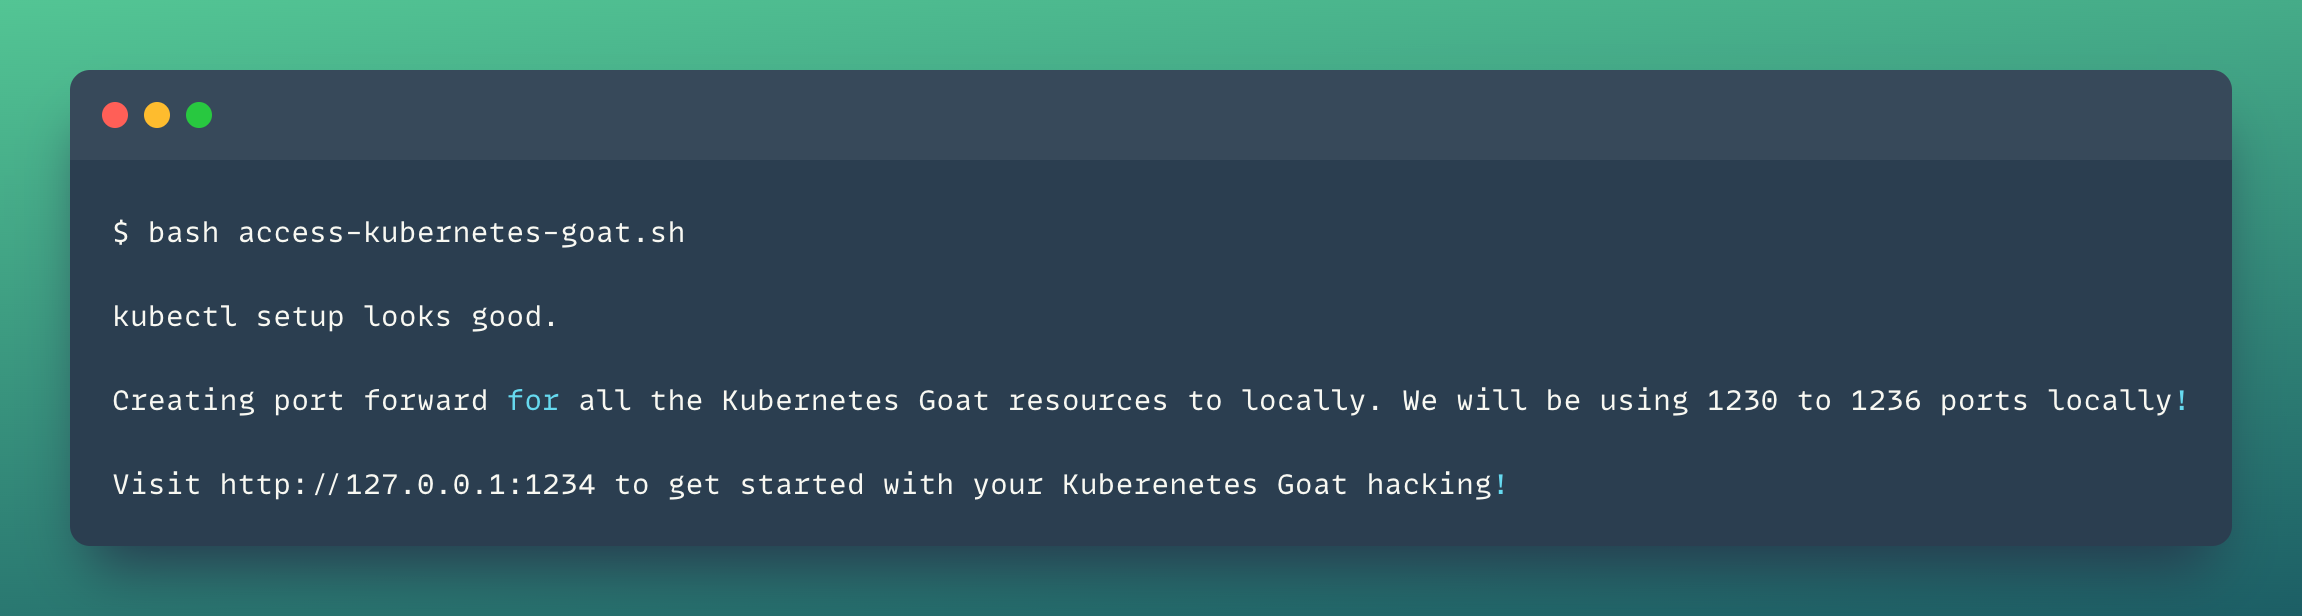 $ bash access-kubernetes-goat.sh
kubectl setup looks good.
Creating port forward for all the Kubernetes Goat resources to locally. We will be using 1230 to 1236 ports locally!
Visit http://127.0.0.1:1234 to get started with your Kuberenetes Goat hacking!